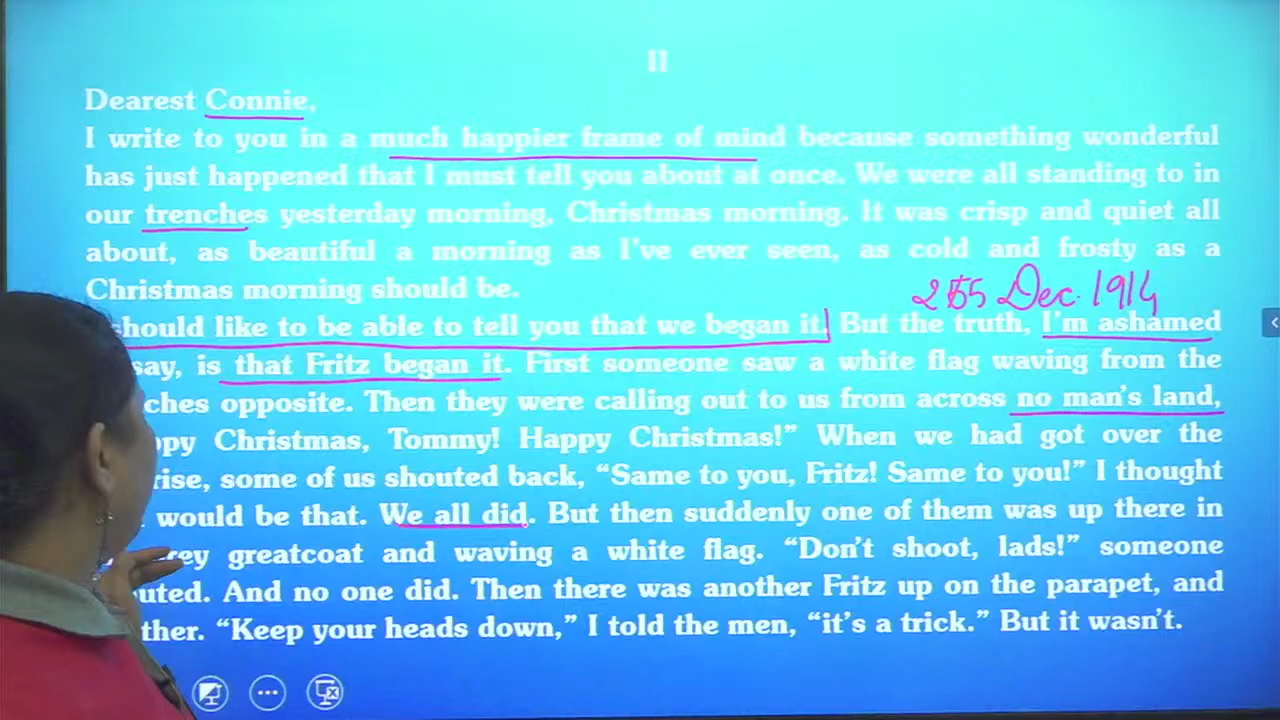 II
Dearest Connie,
I write to you in a much happier frame of mind because something wonderful
has just happened that I must tell you about at once. We were all standing to in
our trenches yesterday morning, Christmas morning. It was crisp and quiet all
about, as beautiful a morning as I've ever seen, as cold and frosty as a
Christmas morning should be.
Dec 1914
should like to be able to tell you that we began it. But the truth, I'm ashamed
say, is that Fritz began it. First someone saw a white flag waving from the
ches opposite. Then they were calling out to us from across no man's land,
ppy Christmas, Tommy! Happy Christmas!” When we had got over the
rise, some of us shouted back, “Same to you, Fritz! Same to you!” I thought
would be that. We all did. But then suddenly one of them was up there in
rey greatcoat and waving a white flag. “Don't shoot, lads!” someone
uted. And no one did. Then there was another Fritz up on the parapet, and
ther. “Keep your heads down,” I told the men, “it's a trick.” But it wasn't.